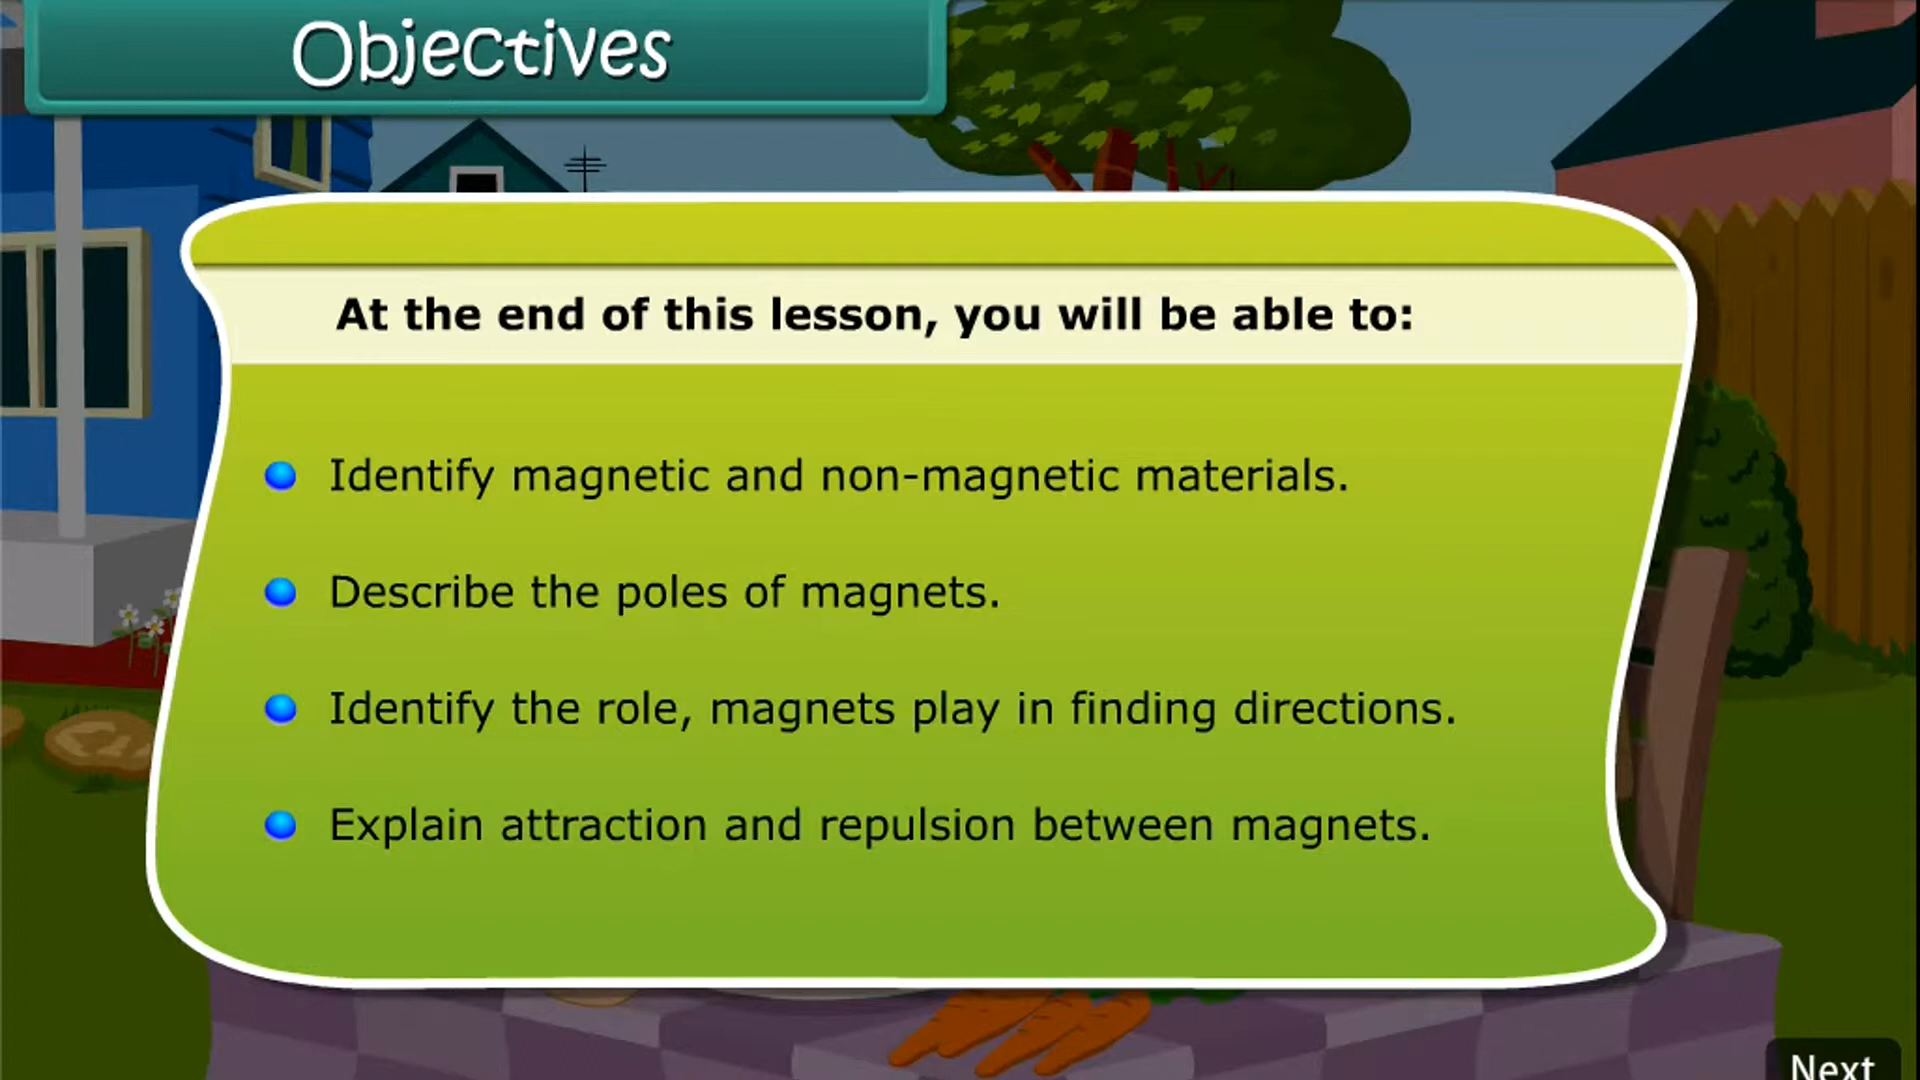 Objectives
At the end of this lesson, you will be able to:
Identify magnetic and non-magnetic materials.
Describe the poles of magnets.
Identify the role, magnets play in finding directions.
Explain attraction and repulsion between magnets.
Next